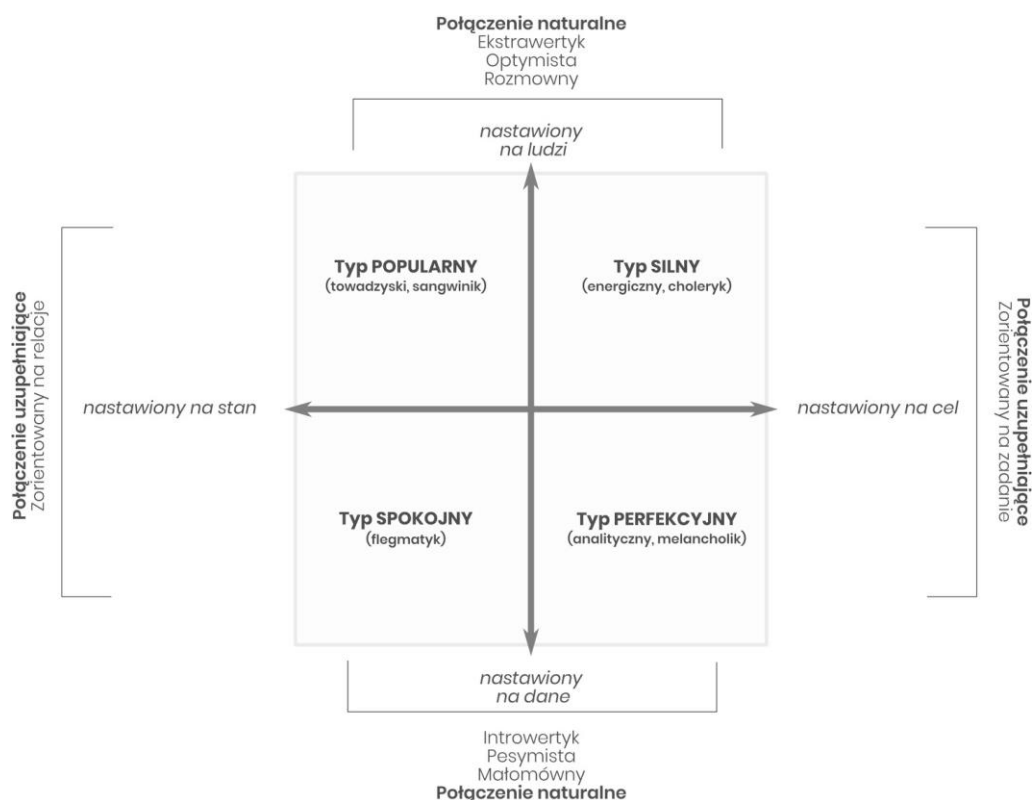 Połączenie naturalne
Ekstrawertyk
Optymista
Rozmowny
nastawiony
na ludzi
Typ POPULARNY
(towadzyski, sangwinik)
Typ SILNY
(energiczny, choleryk)
Połączenie uzupełniające
Zorientowany na relacje
nastawiony na stan
nastawiony na cel
Połączenie uzupełniające
Zorientowany na zadanie
Typ SPOKOJNY
(flegmatyk)
Typ PERFEKCYJNY
(analityczny, melancholik)
nastawiony
na dane
Introwertyk
Pesymista
Małomówny
Połączenie naturalne